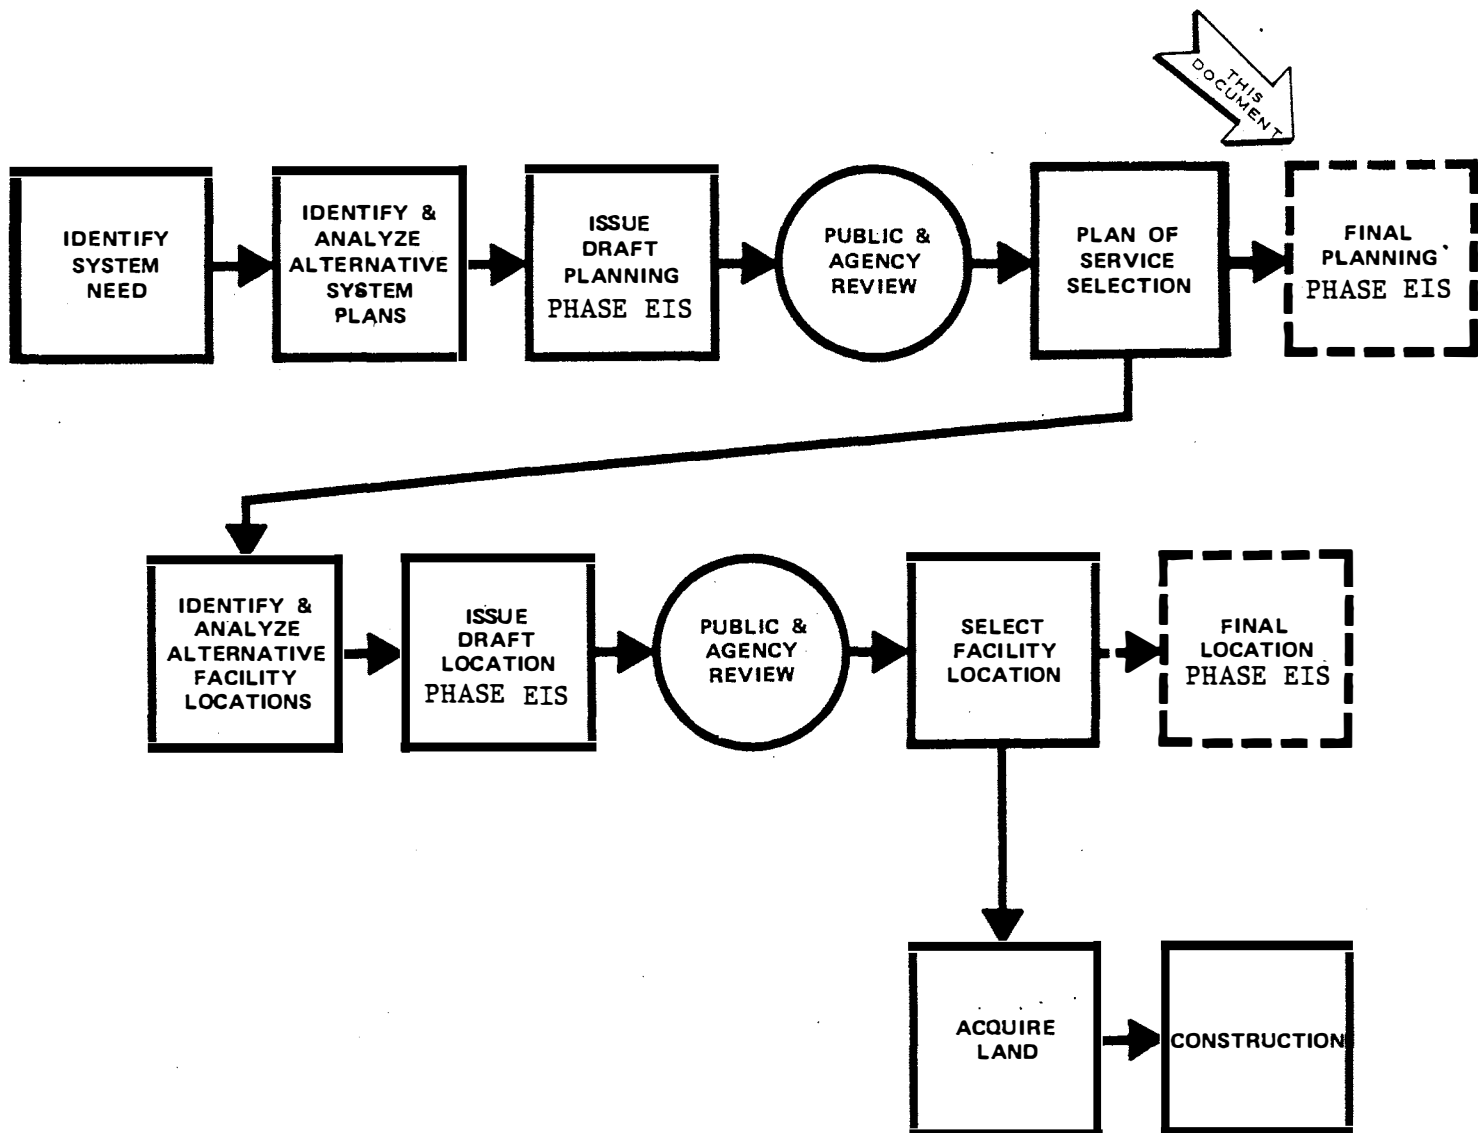 THIS
DOCUMENT
IDENTIFY
SYSTEM
NEED
IDENTIFY &
ANALYZE
ALTERNATIVE
SYSTEM
PLANS
ISSUE
DRAFT
PLANNING
PHASE EIS
PUBLIC &
AGENCY
REVIEW
PLAN OF
SERVICE
SELECTION
FINAL
PLANNING
PHASE EIS
IDENTIFY &
ANALYZE
ALTERNATIVE
FACILITY
LOCATIONS
ISSUE
DRAFT
LOCATION
PHASE EIS
PUBLIC &
AGENCY
REVIEW
SELECT
FACILITY
LOCATION
FINAL
LOCATION
PHASE EIS
ACQUIRE
LAND
CONSTRUCTION